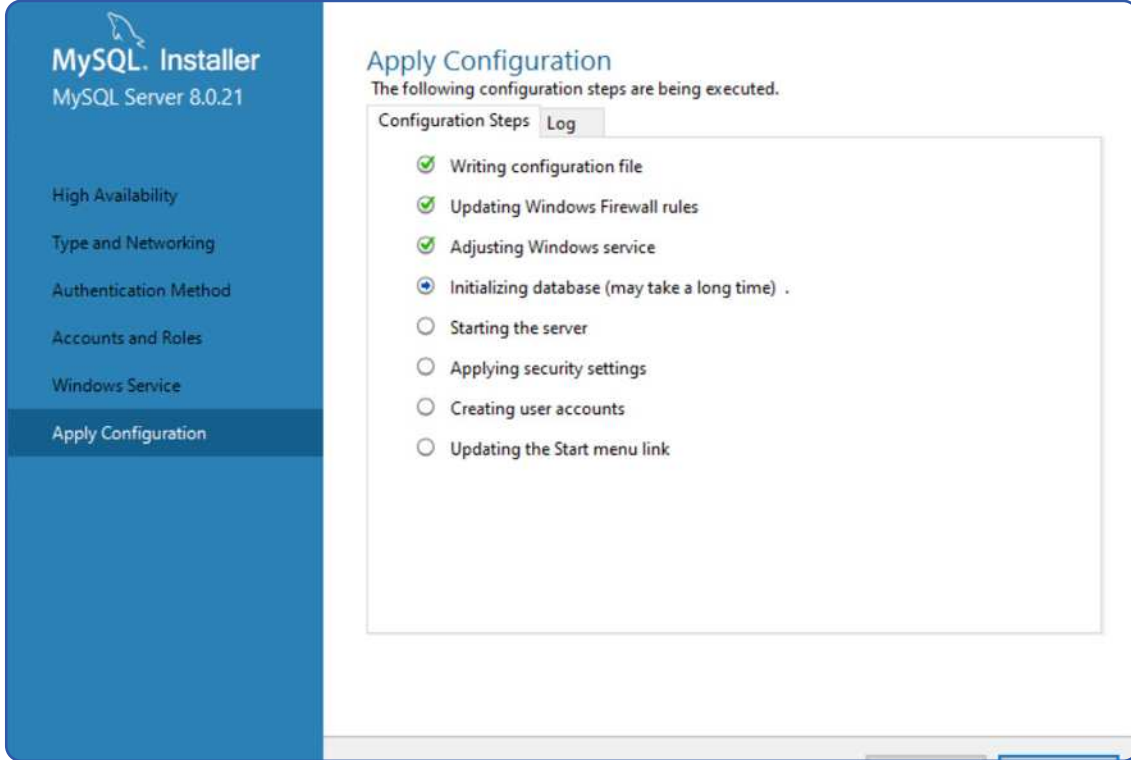 MySQL. Installer
MySQL Server 8.0.21
High Availability
Type and Networking
Authentication Method
Accounts and Roles
Windows Service
Apply Configuration
Apply Configuration
The following configuration steps are being executed.
Configuration Steps
Log
Writing configuration file
Updating Windows Firewall rules
Adjusting Windows service
Initializing database (may take a long time) .
Starting the server
Applying security settings
Creating user accounts
Updating the Start menu link